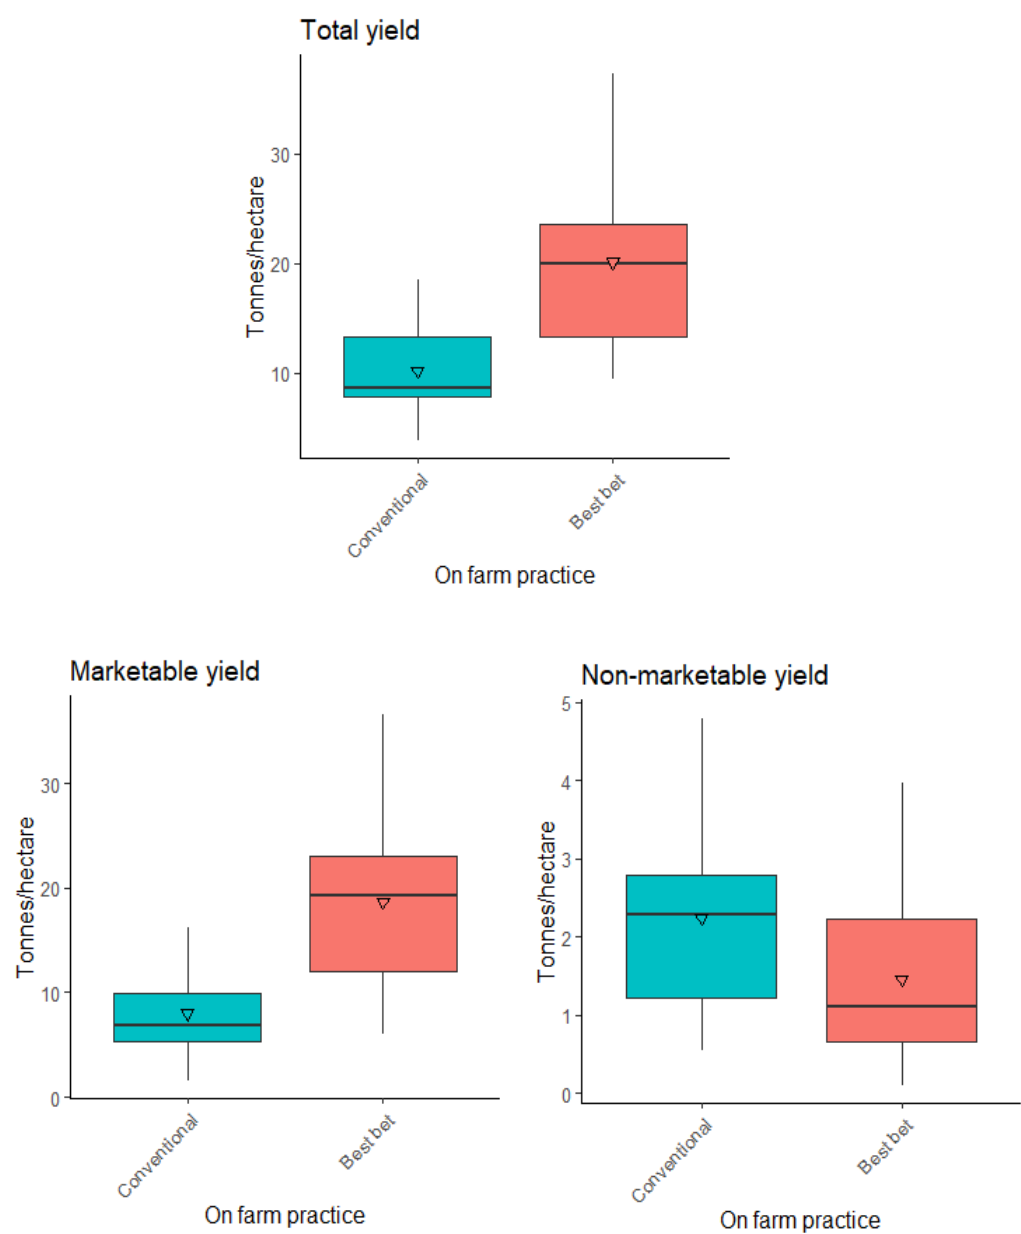 Total yield
Tonnes/hectare
30
20
10
Conventional
Best bet
On farm practice
Marketable yield
Tonnes/hectare
30
20
10
0
Conventional
Best bet
On farm practice
Non-marketable yield
Tonnes/hectare
5
4
3
2
1
0
Conventional
Best bet
On farm practice